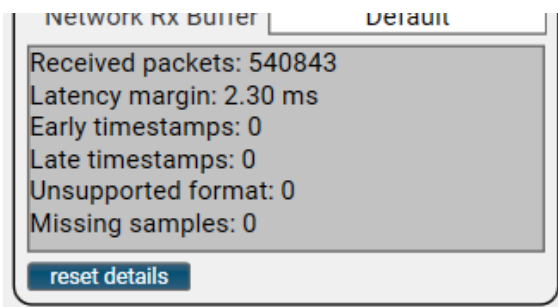 Network Rx Buffer Default
Received packets: 540843
Latency margin: 2.30 ms
Early timestamps: 0
Late timestamps: 0
Unsupported format: 0
Missing samples: 0
reset details